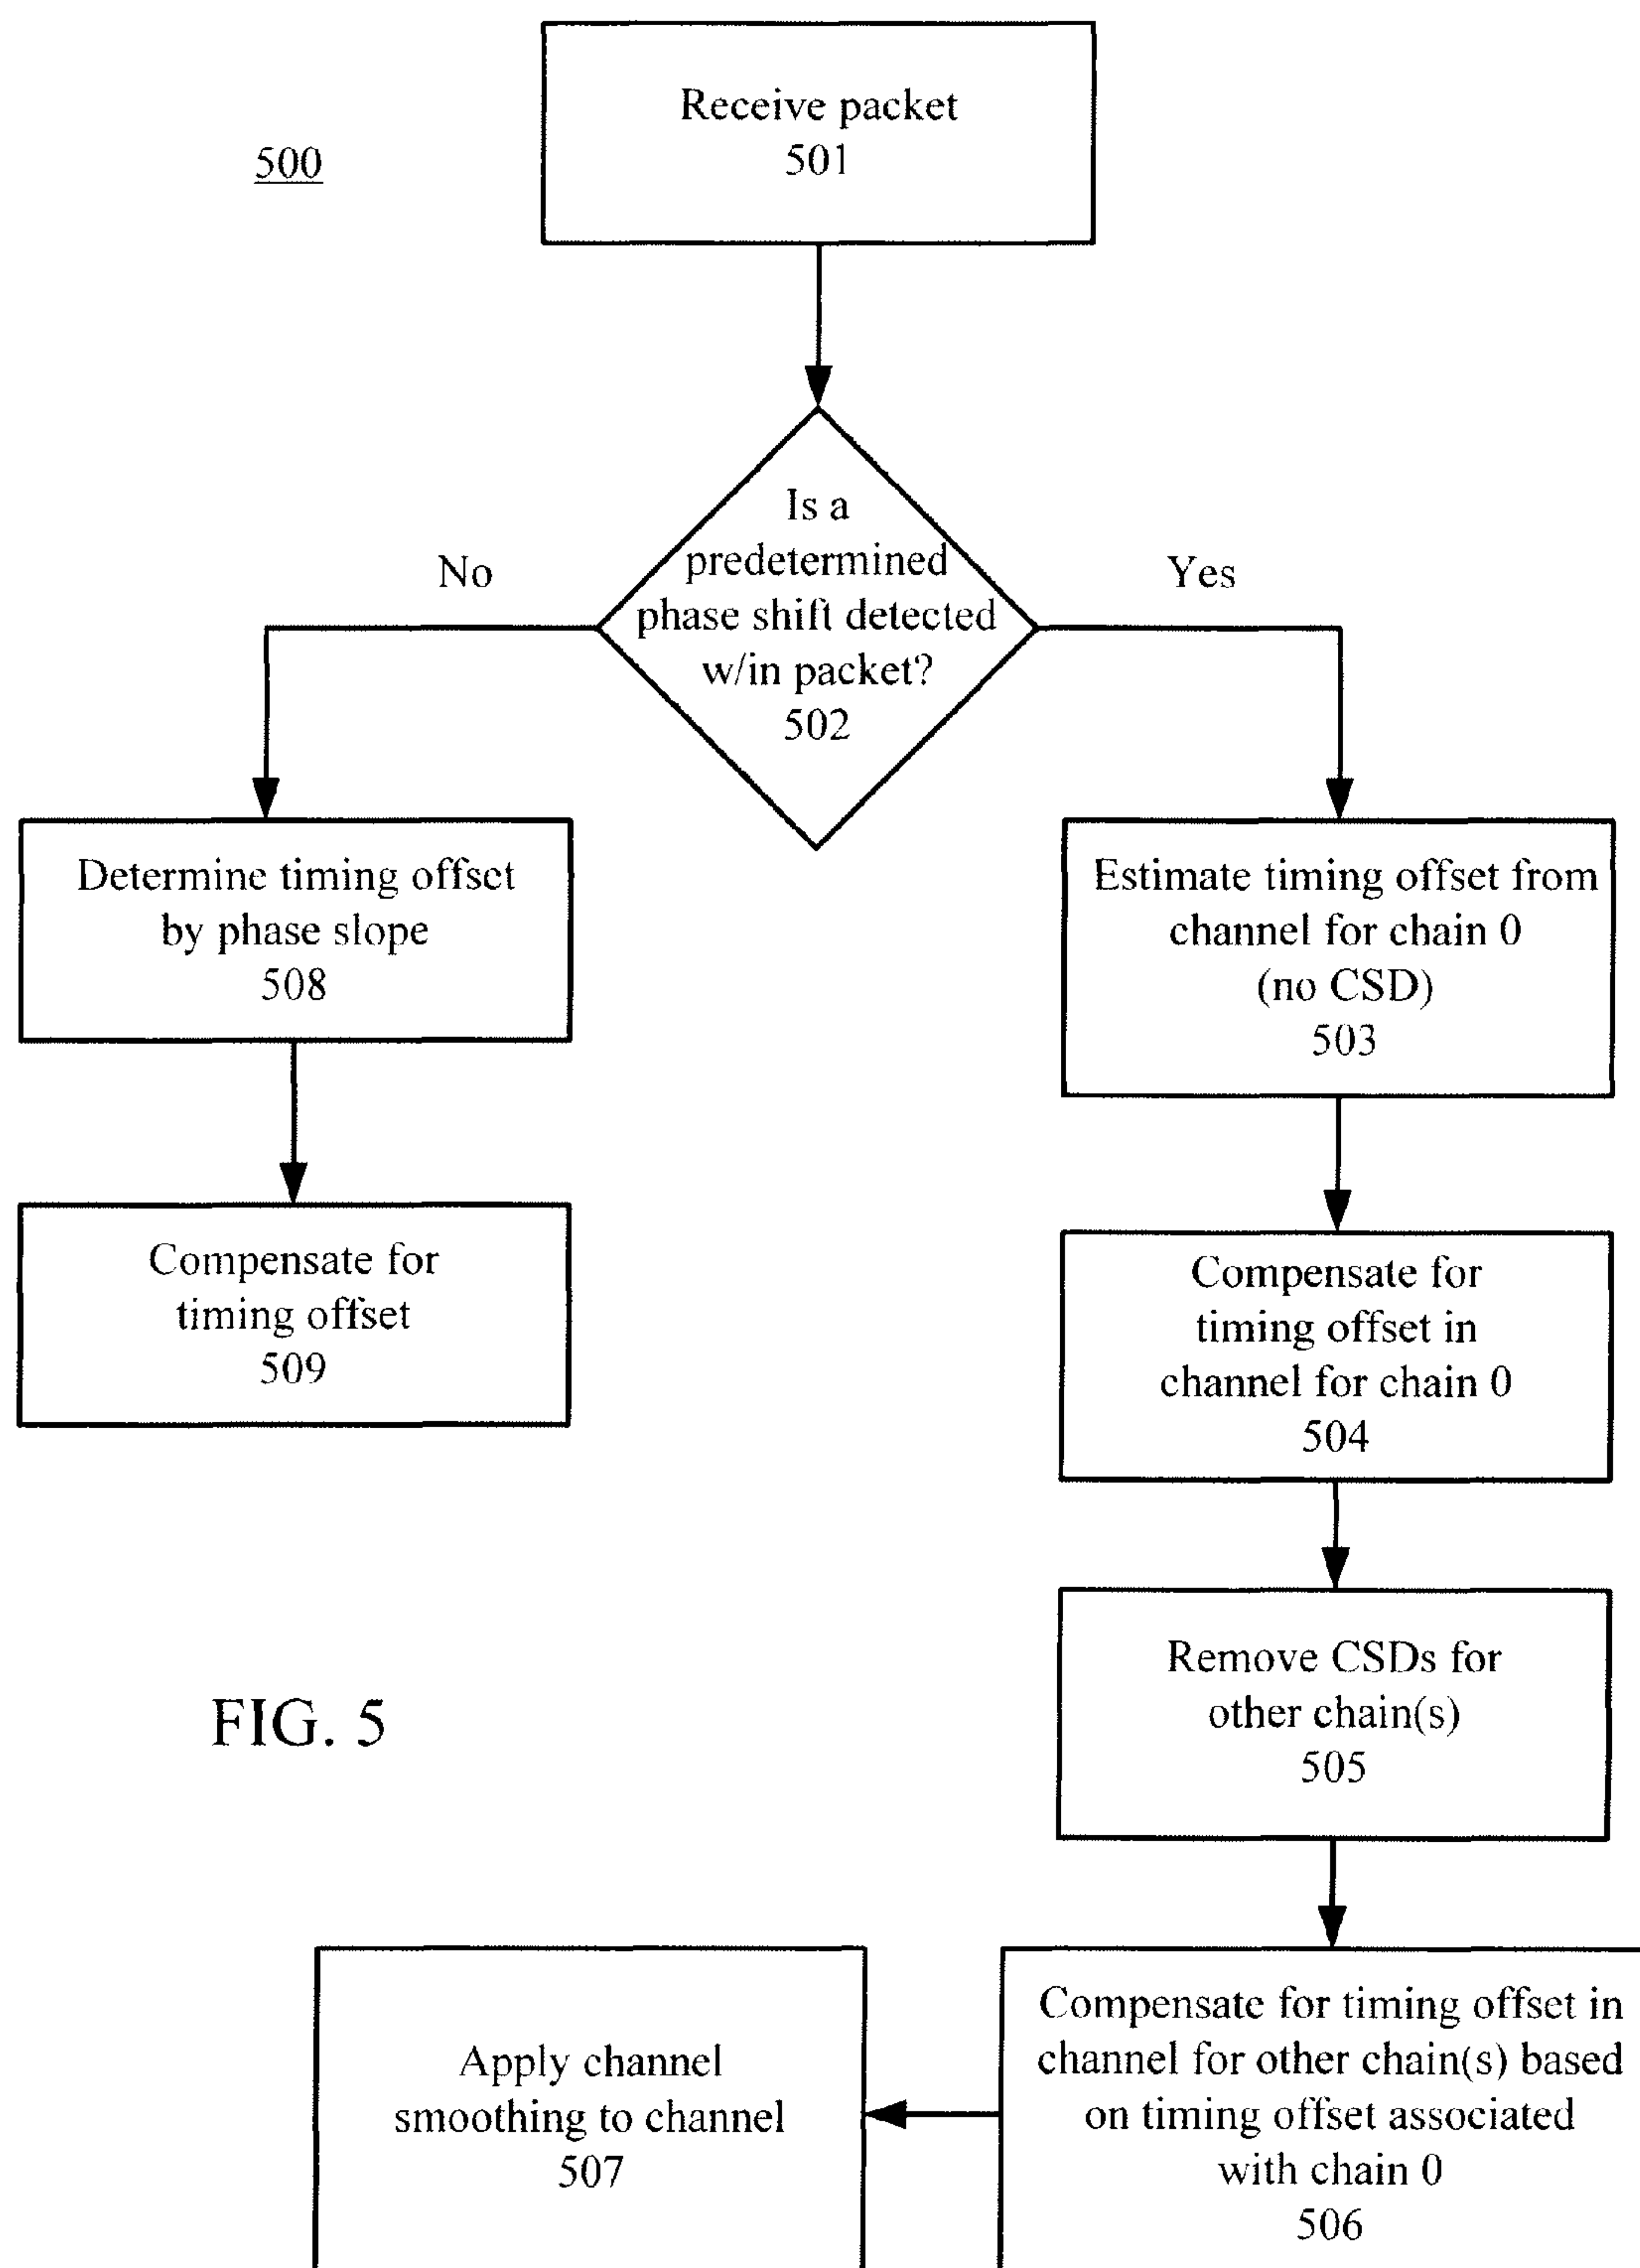 Receive packet
501
500
Is a
predetermined
phase shift detected
w/in packet?
502
No
Yes
Determine timing offset
by phase slope
508
Estimate timing offset from
channel for chain 0
(no CSD)
503
Compensate for
timing offset
509
Compensate for
timing offset in
channel for chain 0
504
Remove CSDs for
other chain(s)
505
FIG. 5
Apply channel
smoothing to channel
507
Compensate for timing offset in
channel for other chain(s) based
on timing offset associated
with chain 0
506